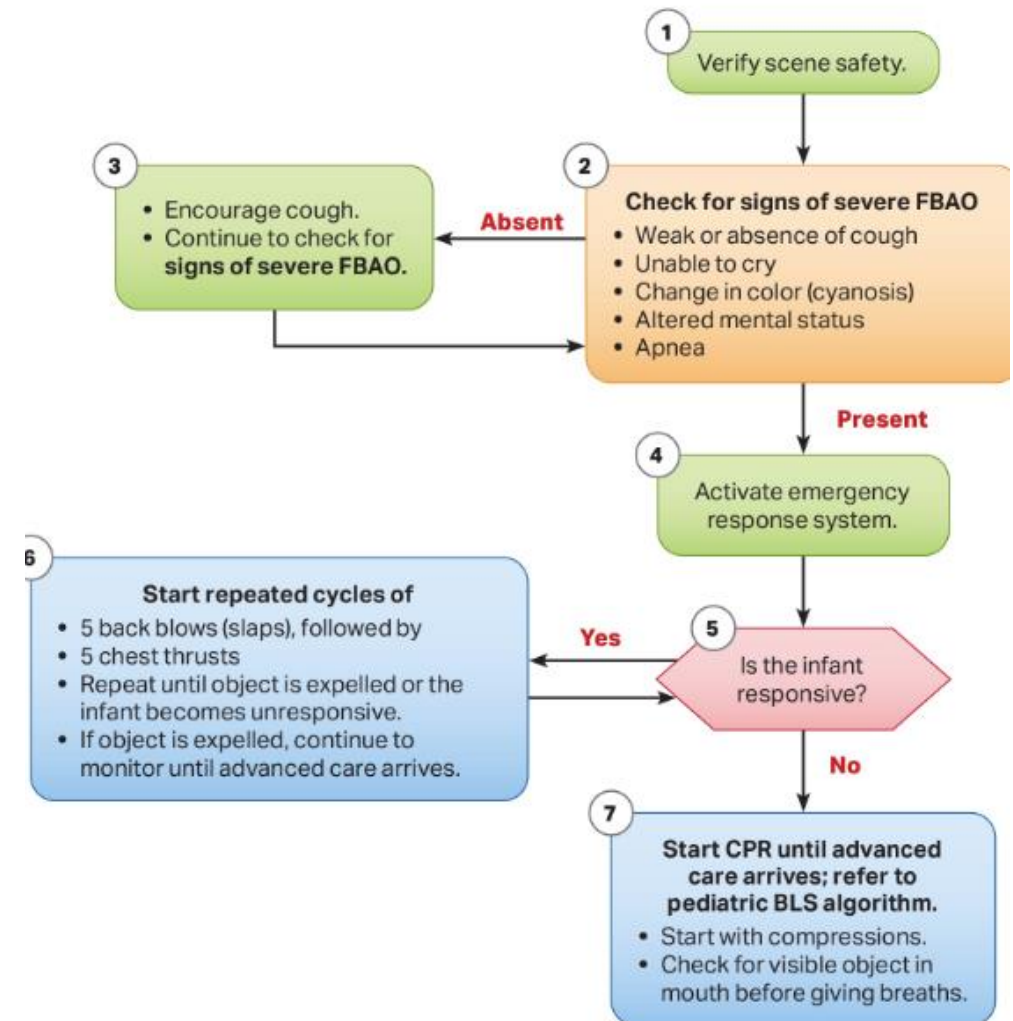 1
Verify scene safety.
2
Check for signs of severe FBAO
• Weak or absence of cough
• Unable to cry
• Change in color (cyanosis)
• Altered mental status
• Apnea
Absent
3
• Encourage cough.
• Continue to check for
signs of severe FBAO.
Present
4
Activate emergency
response system.
5
Is the infant
responsive?
Yes
6
Start repeated cycles of
• 5 back blows (slaps), followed by
• 5 chest thrusts
• Repeat until object is expelled or the
infant becomes unresponsive.
• If object is expelled, continue to
monitor until advanced care arrives.
No
7
Start CPR until advanced
care arrives; refer to
pediatric BLS algorithm.
• Start with compressions.
• Check for visible object in
mouth before giving breaths.